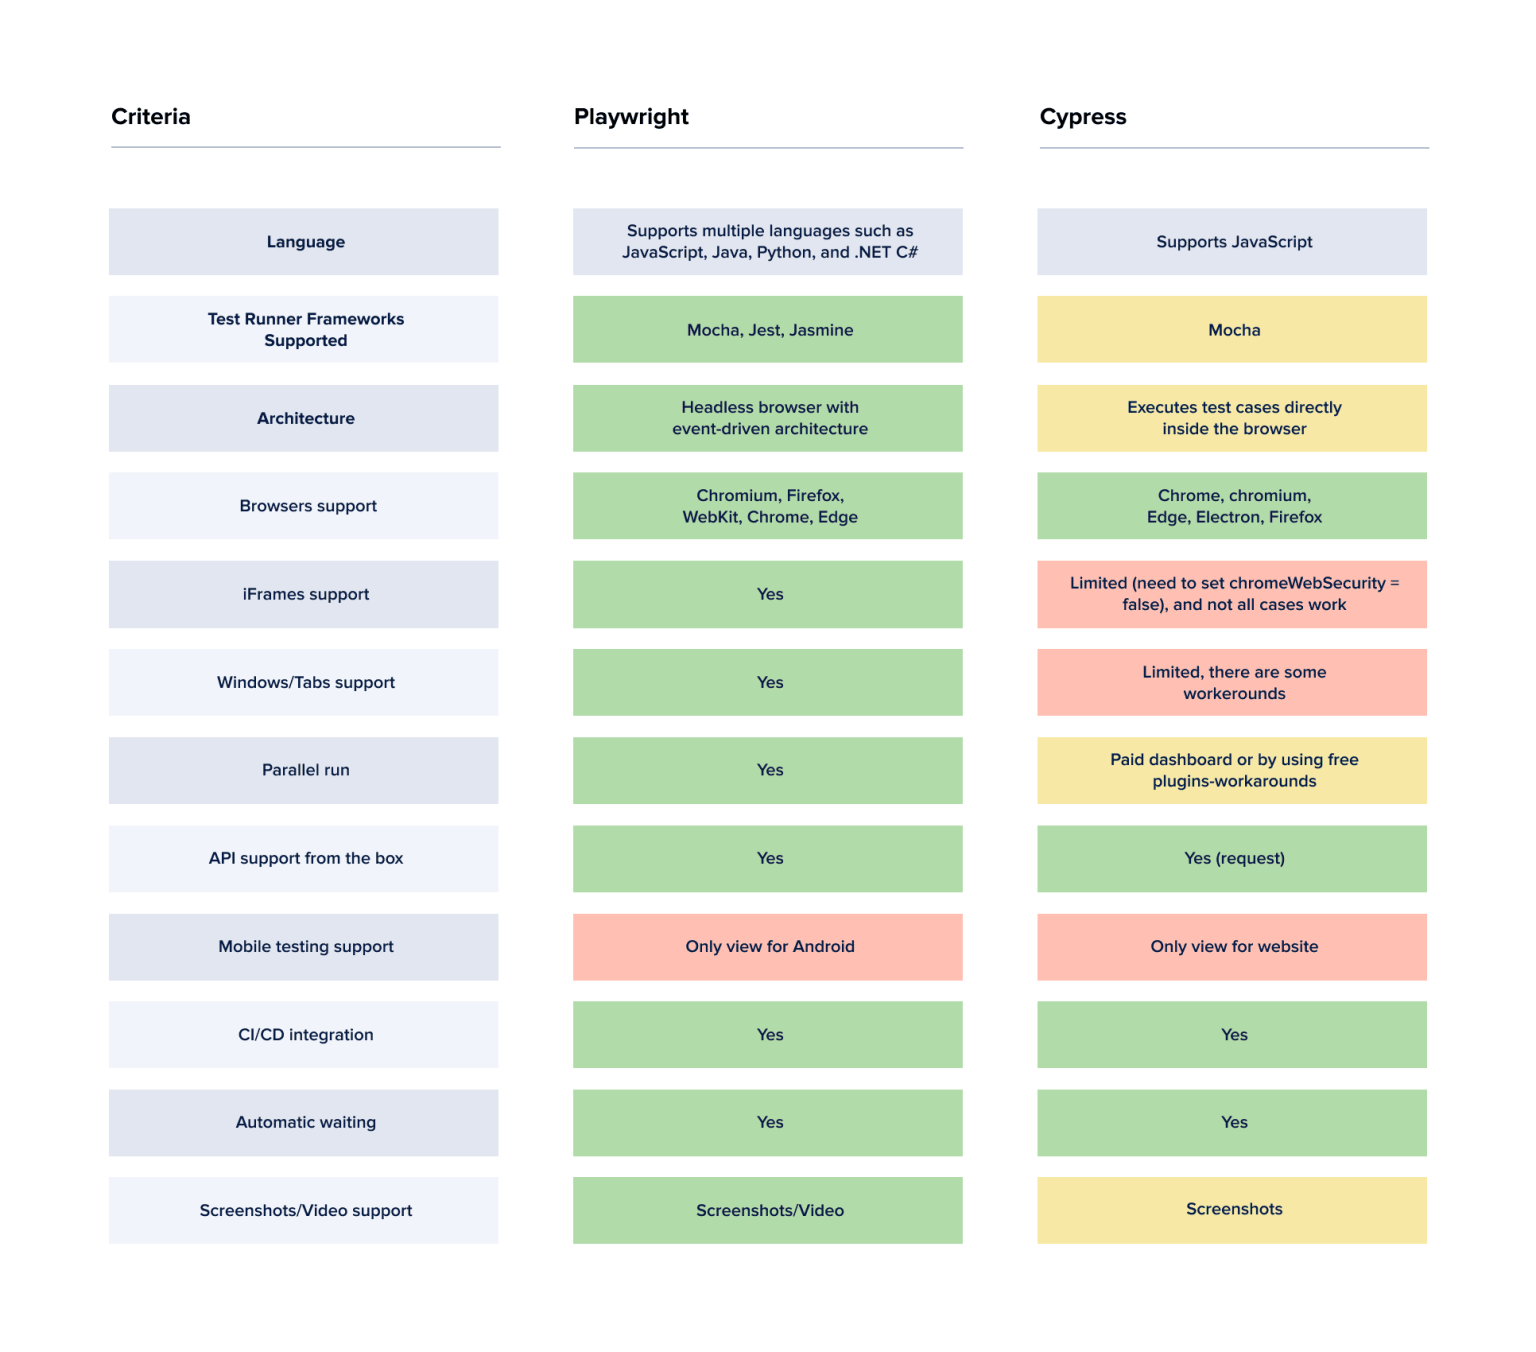 Criteria
Playwright
Cypress
Language
Supports multiple languages such as
JavaScript, Java, Python, and .NET C#
Supports JavaScript
Test Runner Frameworks
Supported
Mocha, Jest, Jasmine
Mocha
Architecture
Headless browser with
event-driven architecture
Executes test cases directly
inside the browser
Browsers support
Chromium, Firefox,
WebKit, Chrome, Edge
Chrome, chromium,
Edge, Electron, Firefox
iFrames support
Yes
Limited (need to set chromeWebSecurity =
false), and not all cases work
Windows/Tabs support
Yes
Limited, there are some
workerounds
Parallel run
Yes
Paid dashboard or by using free
plugins-workarounds
API support from the box
Yes
Yes (request)
Mobile testing support
Only view for Android
Only view for website
CI/CD integration
Yes
Yes
Automatic waiting
Yes
Yes
Screenshots/Video support
Screenshots/Video
Screenshots